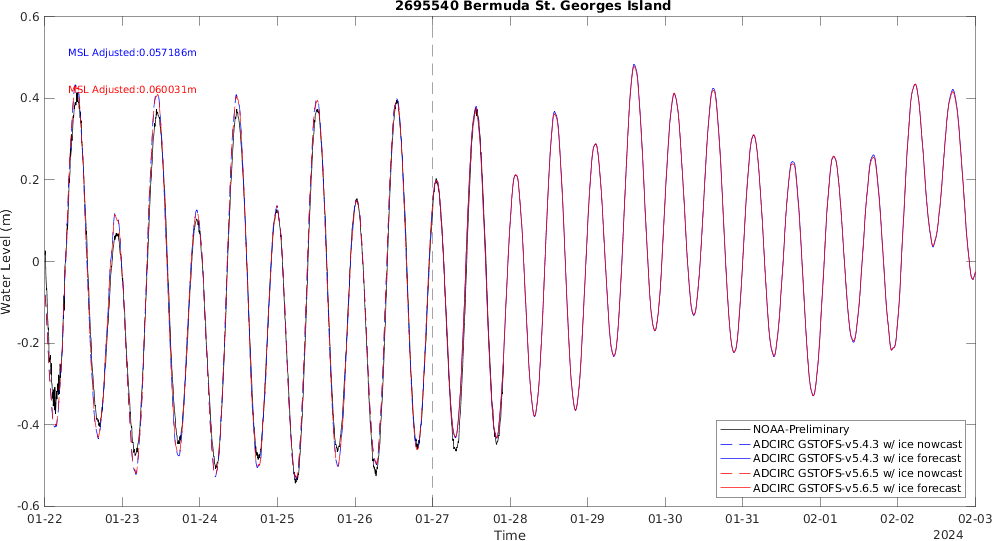 2695540 Bermuda St. Georges Island
MSL Adjusted:0.057186m
MSL Adjusted:0.060031m
Water Level (m)
0.6
0.4
0.2
0
-0.2
-0.4
-0.6
NOAA-Preliminary
ADCIRC GSTOFS-v5.4.3 w/ ice nowcast
ADCIRC GSTOFS-v5.4.3 w/ ice forecast
ADCIRC GSTOFS-v5.6.5 w/ ice nowcast
ADCIRC GSTOFS-v5.6.5 w/ ice forecast
01-22 01-23 01-24 01-25 01-26 01-27 01-28 01-29 01-30 01-31 02-01 02-02 02-03
Time
2024